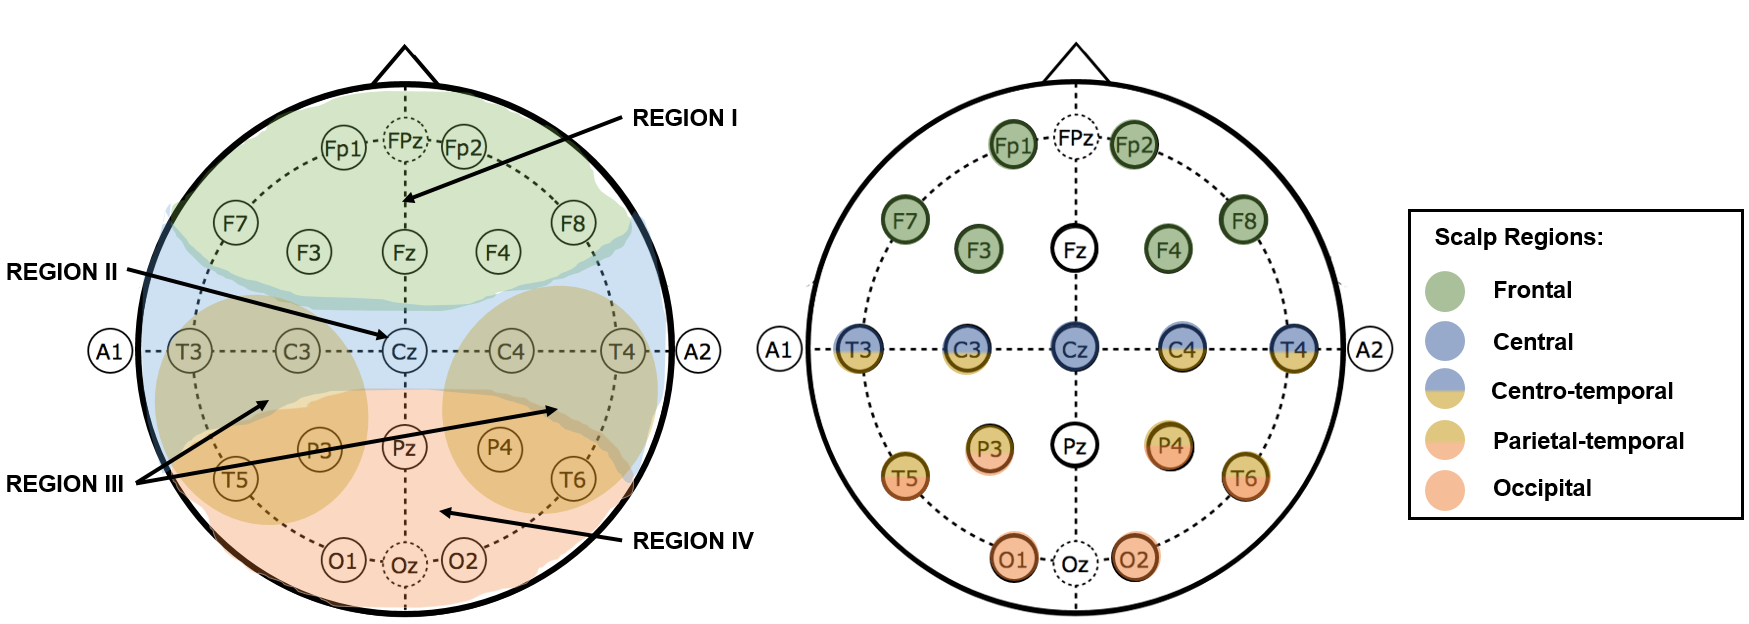 REGION I
Fp1 FPz Fp2
F7 F8
F3 Fz F4
REGION II
A1 T3 C3 Cz C4 T4 A2
P3 Pz P4
T5 T6
REGION III
REGION IV
O1 Oz O2
Fp1 FPz Fp2
F7 F8
F3 Fz F4
A1 T3 C3 Cz C4 T4 A2
P3 Pz P4
T5 T6
O1 Oz O2
Scalp Regions:
Frontal
Central
Centro-temporal
Parietal-temporal
Occipital